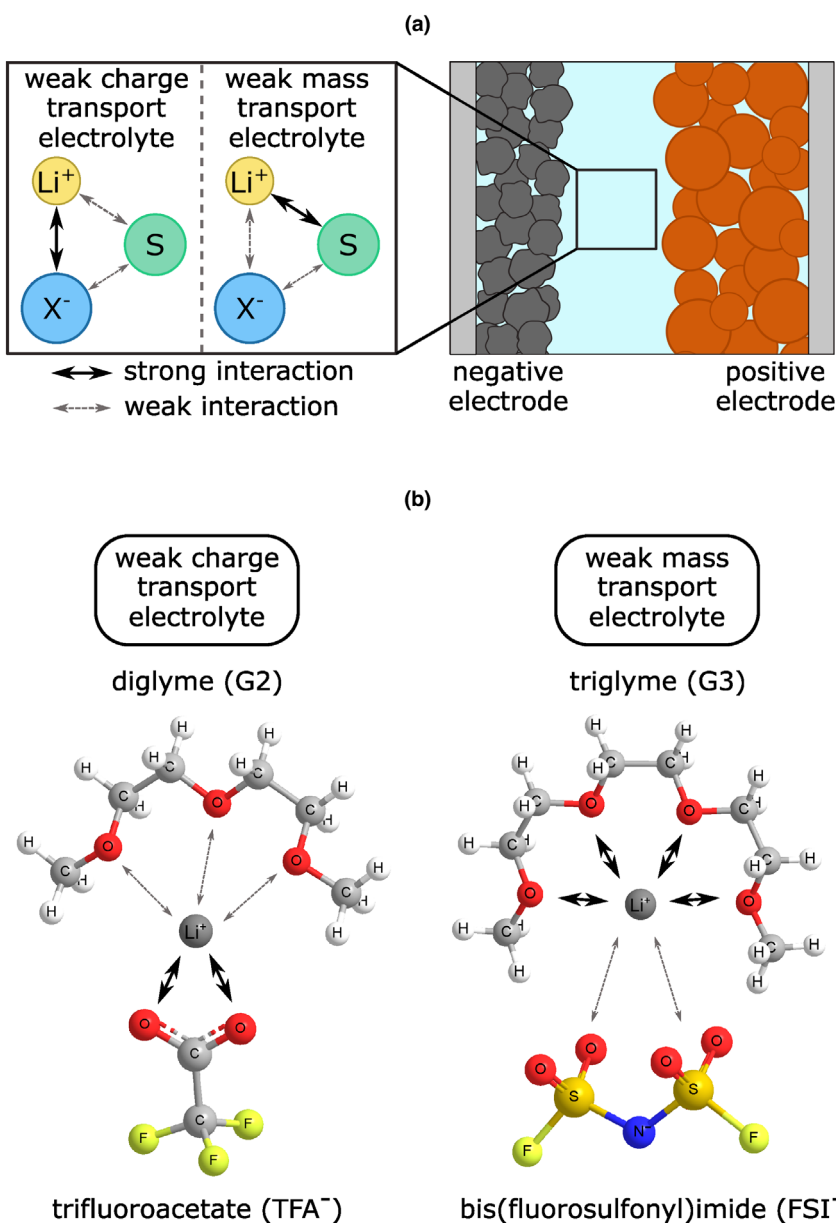 (a)
weak charge
transport
electrolyte
weak mass
transport
electrolyte
Li⁺
S
X⁻
Li⁺
S
X⁻
strong interaction
weak interaction
negative
electrode
positive
electrode
(b)
weak charge
transport
electrolyte
weak mass
transport
electrolyte
diglyme (G2)
triglyme (G3)
H
H
H
H
C
H
C
C
H
C
O
H
O
O
H
C
H
H
H
C
H
H
Li⁺
O
O
C
C
F
F
F
H
H
H
H
C
C
H
C
H
O
O
C
H
H
C
C
H
H
O
O
Li⁺
C
H
H
H
C
H
H
H
O
O
O
O
S
S
N⁻
F
F
trifluoroacetate (TFA⁻)
bis(fluorosulfonyl)imide (FSI⁻